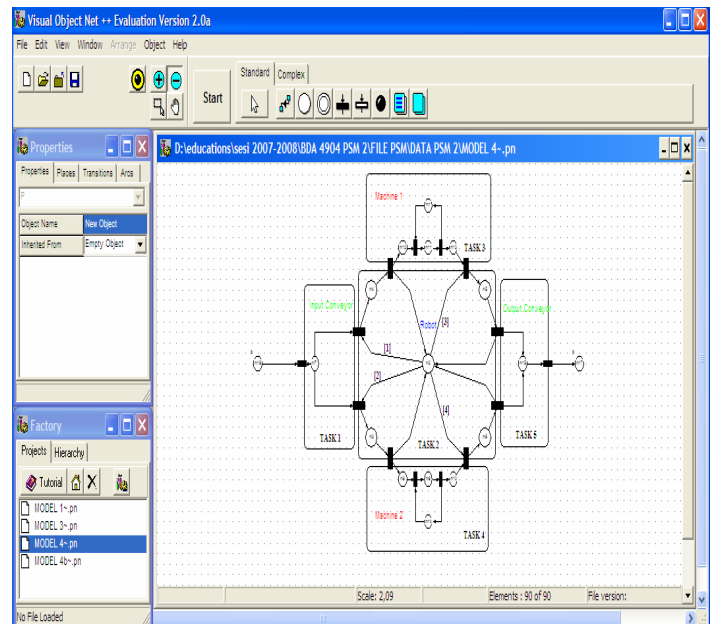 Visual Object Net ++ Evaluation Version 2.0a
File Edit View Window Arrange Object Help
Start
Standard Complex
Properties
Properties Places Transitions Arcs
P
Object Name New Object
Inherited From Empty Object
D:\educations\sesi 2007-2008\BDA 4904 PSM 2\FILE PSM\DATA PSM 2\MODEL 4~.pn
Machine 1
TASK 3
Input Conveyor
Output Conveyor
Robot
[3]
[1]
[2]
[4]
TASK 1
TASK 2
TASK 5
Machine 2
TASK 4
Factory
Projects Hierarchy
Tutorial
MODEL 1~.pn
MODEL 3~.pn
MODEL 4~.pn
MODEL 4b~.pn
No File Loaded
Scale: 2,09
Elements : 90 of 90
File version: